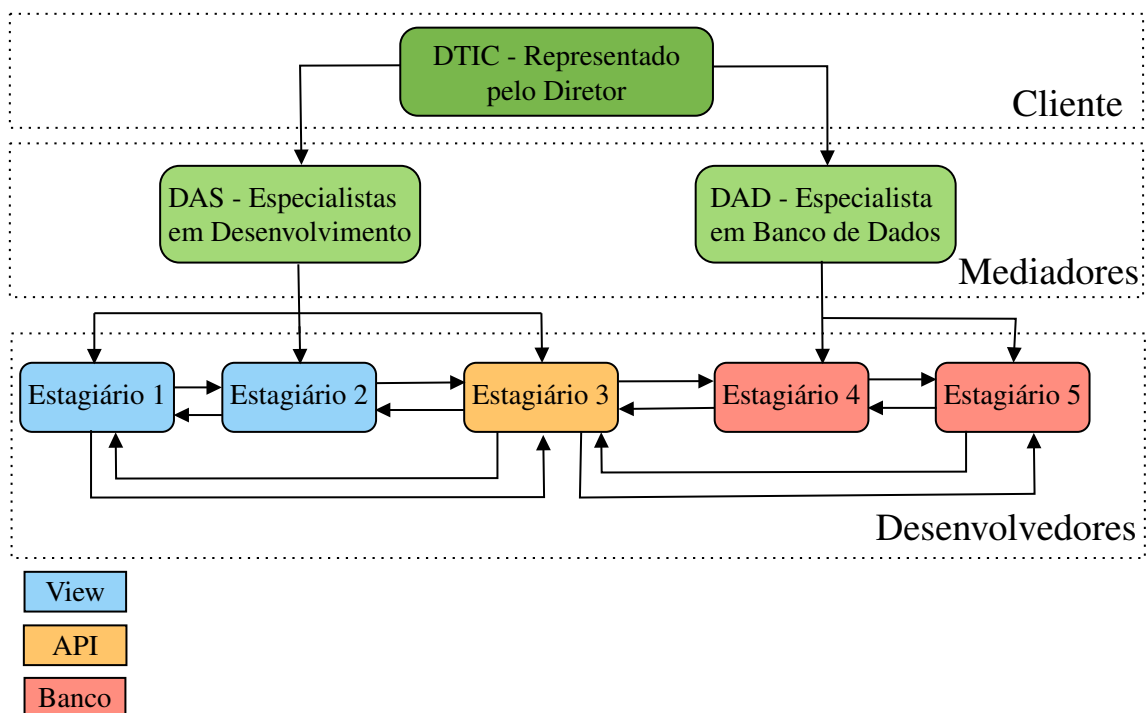 DTIC - Representado
pelo Diretor
Cliente
DAS - Especialistas
em Desenvolvimento
DAD - Especialista
em Banco de Dados
Mediadores
Estagiário 1
Estagiário 2
Estagiário 3
Estagiário 4
Estagiário 5
Desenvolvedores
View
API
Banco